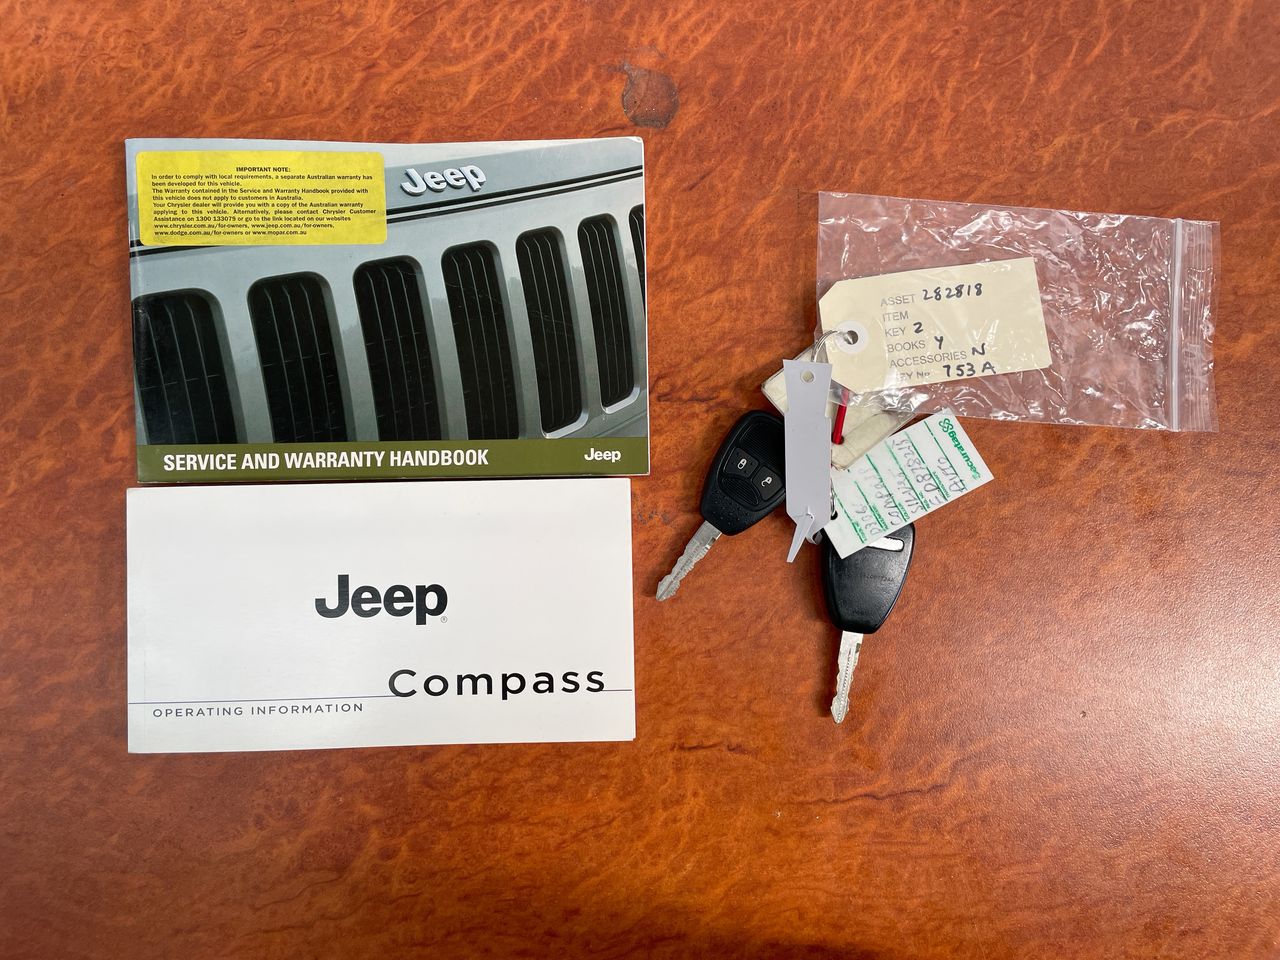 IMPORTANT NOTE:
In order to comply with local requirements, a separate Australian warranty has
been developed for this vehicle.
The Warranty contained in the Service and Warranty Handbook provided with
this vehicle does not apply to customers in Australia.
Your Chrysler dealer will provide you with a copy of the Australian warranty
applying to this vehicle. Alternatively, please contact Chrysler Customer
Assistance on 1300 133079 or go to the link located on our websites
www.chrysler.com.au/for-owners, www.jeep.com.au/for-owners,
www.dodge.com.au/for-owners or www.mopar.com.au
Jeep
SERVICE AND WARRANTY HANDBOOK
Jeep
Jeep®
Compass
OPERATING INFORMATION
ASSET 282818
ITEM
KEY 2
BOOKS Y
ACCESSORIES N
KEY No 753A
Securatag
AUTO
SILVER